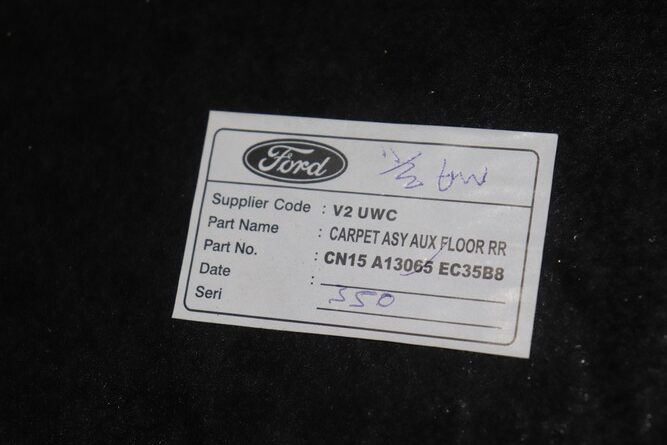 Ford
Supplier Code : V2 UWC
Part Name : CARPET ASY AUX FLOOR RR
Part No. : CN15 A13065 EC35B8
Date :
Seri 350